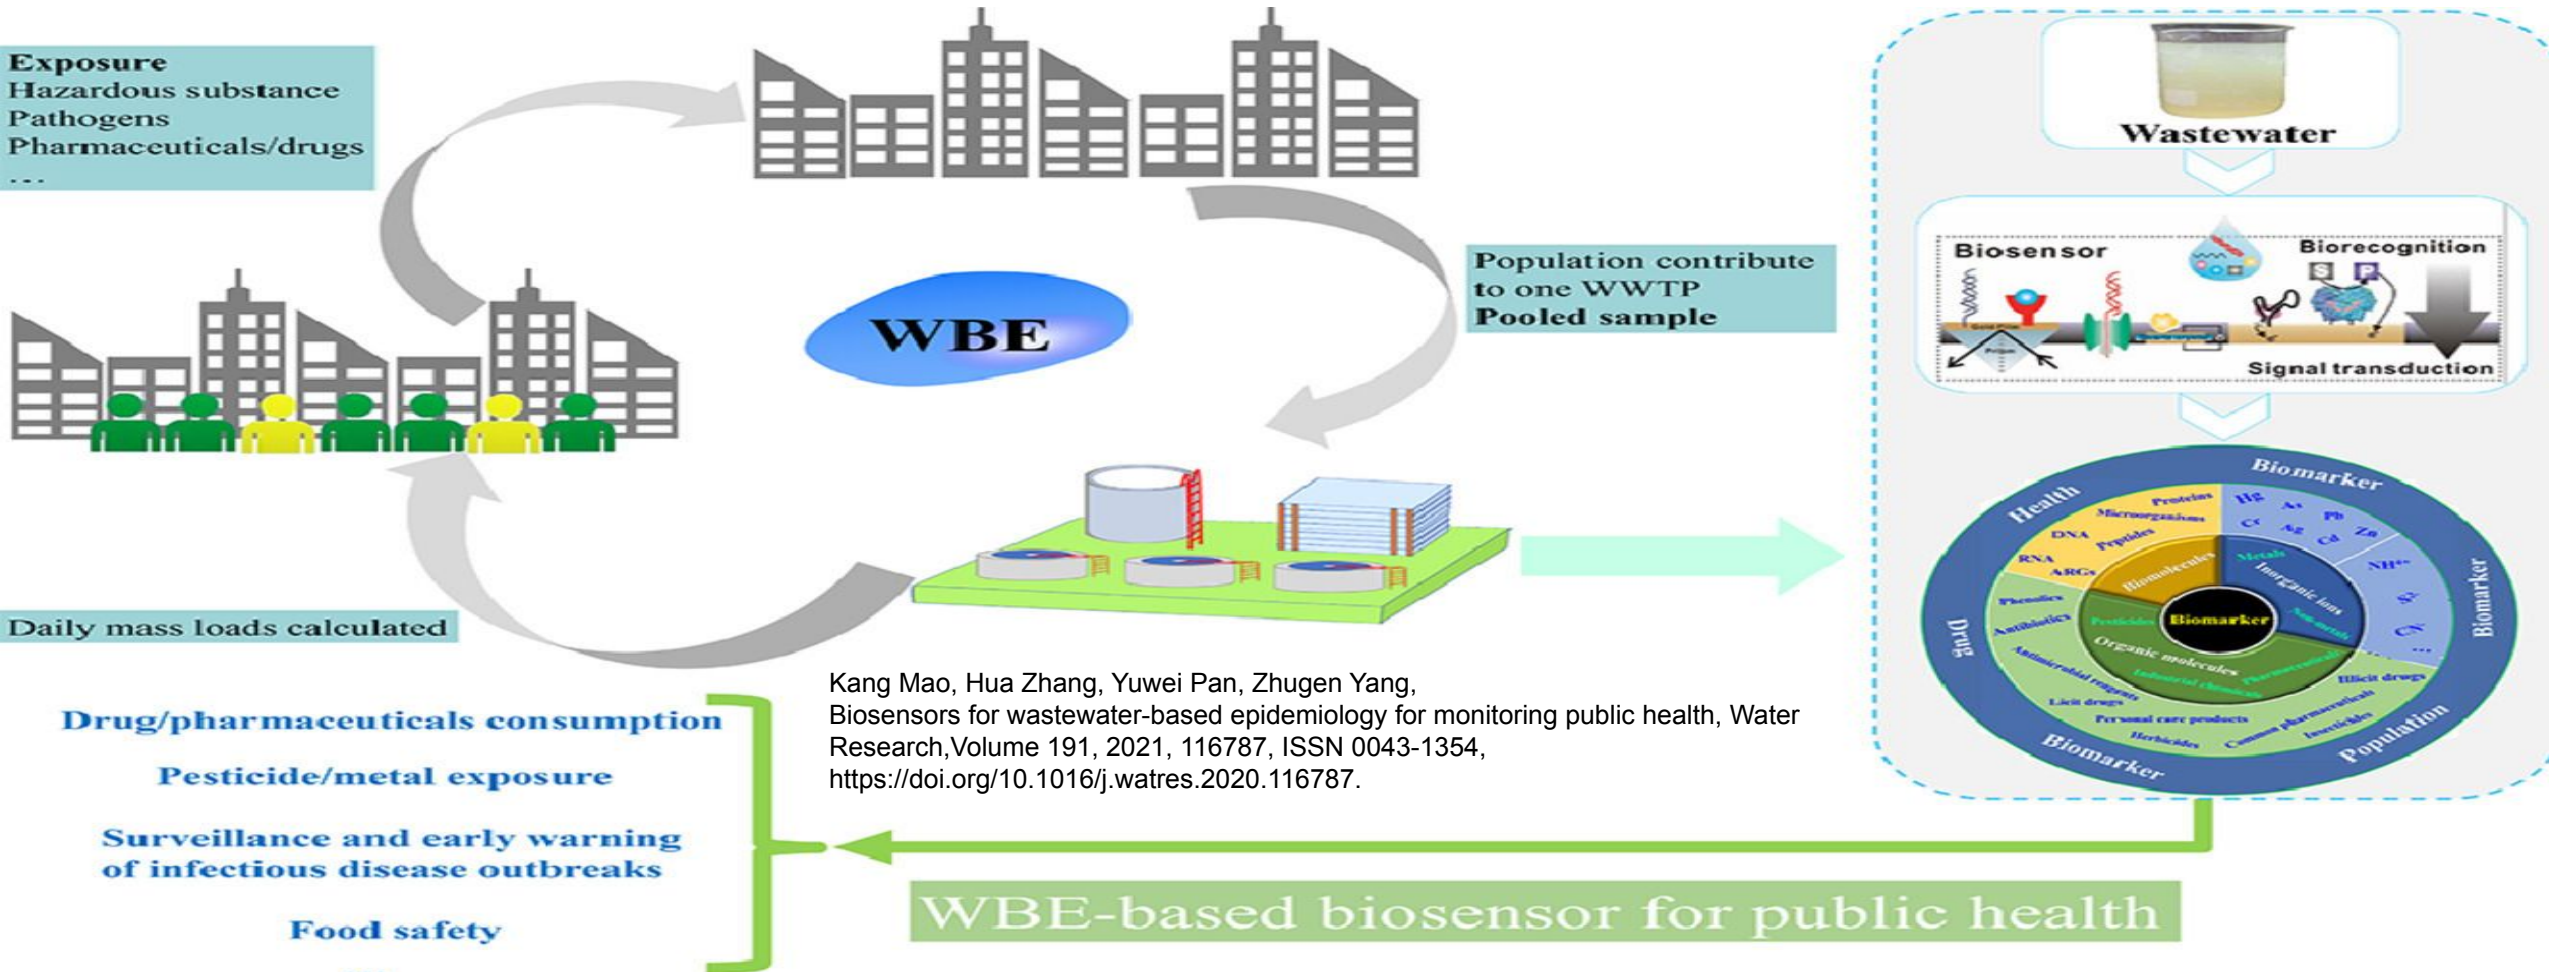 Exposure
Hazardous substance
Pathogens
Pharmaceuticals/drugs
...
WBE
Population contribute
to one WWTP
Pooled sample
Daily mass loads calculated
Kang Mao, Hua Zhang, Yuwei Pan, Zhugen Yang,
Biosensors for wastewater-based epidemiology for monitoring public health, Water
Research,Volume 191, 2021, 116787, ISSN 0043-1354,
https://doi.org/10.1016/j.watres.2020.116787.
Drug/pharmaceuticals consumption
Pesticide/metal exposure
Surveillance and early warning
of infectious disease outbreaks
Food safety
WBE-based biosensor for public health
Wastewater
Biosensor
Biorecognition
S P
Gold Film
Prism
Signal transduction
Biomarker
Health
Drug
Biomarker
Population
Biomarker
Proteins
Microorganisms
DNA
Peptides
RNA
ARGs
Hg
As
Pb
Zn
Cr
Ag
Cd
S²⁻
CN⁻
...
Biomolecules
Metals
Inorganic ions
Non-metals
Biomarker
Pesticides
Organic molecules
Industrial chemicals
Pharmaceuticals
Phenolics
Antibiotics
Antimicrobial reagents
Licit drugs
Personal care products
Herbicides
Common pharmaceuticals
Insecticides
Illicit drugs